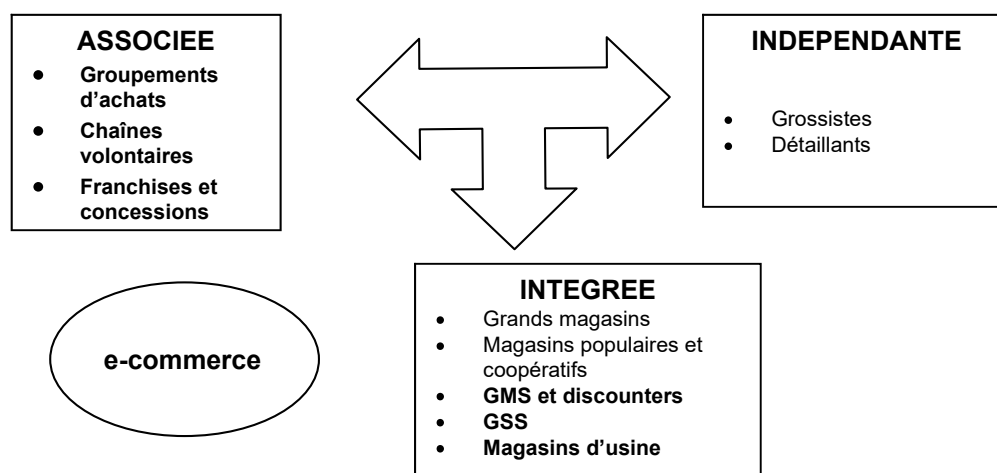 ASSOCIEE
• Groupements
d'achats
• Chaînes
volontaires
• Franchises et
concessions
INDEPENDANTE
• Grossistes
• Détaillants
e-commerce
INTÉGREE
• Grands magasins
• Magasins populaires et
coopératifs
• GMS et discounters
• GSS
• Magasins d'usine